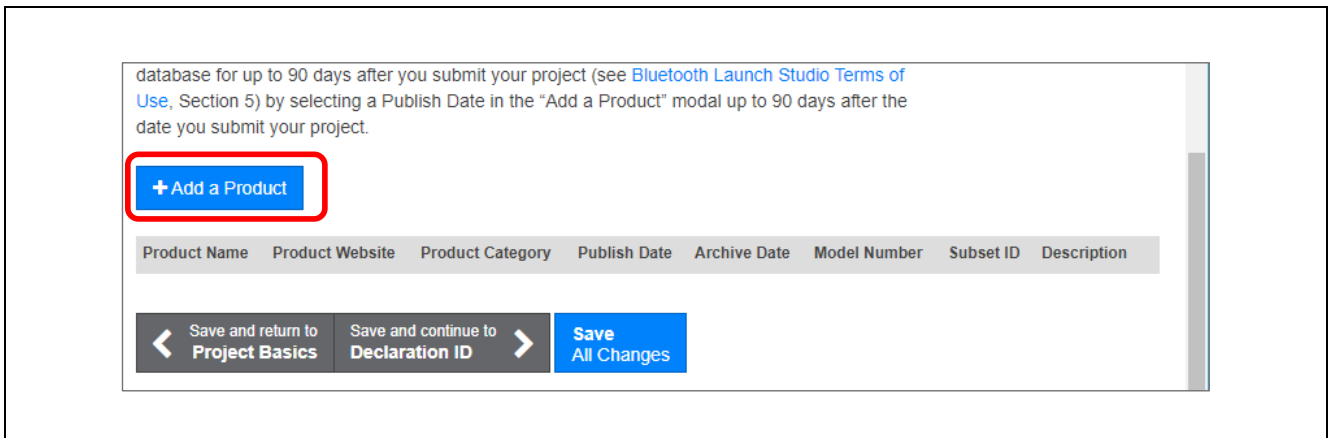 database for up to 90 days after you submit your project (see Bluetooth Launch Studio Terms of
Use, Section 5) by selecting a Publish Date in the “Add a Product” modal up to 90 days after the
date you submit your project.
+ Add a Product
Product Name Product Website Product Category Publish Date Archive Date Model Number Subset ID Description
Save and return to
Project Basics
Save and continue to
Declaration ID
Save
All Changes